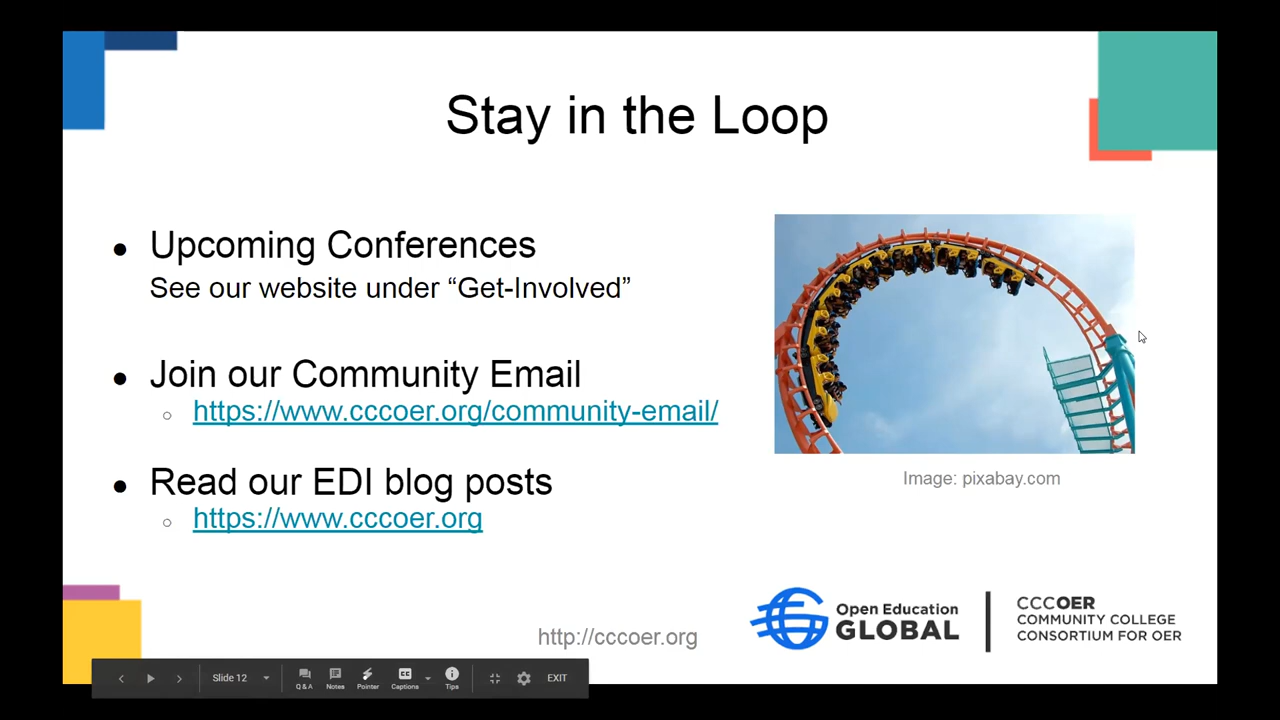 Stay in the Loop
● Upcoming Conferences
See our website under “Get-Involved”
● Join our Community Email
○ https://www.cccoer.org/community-email/
● Read our EDI blog posts
○ https://www.cccoer.org
Image: pixabay.com
http://cccoer.org
Open Education
GLOBAL
CCCOER
COMMUNITY COLLEGE
CONSORTIUM FOR OER
Slide 12
Q & A
Notes
Pointer
CC
Captions
Tips
EXIT